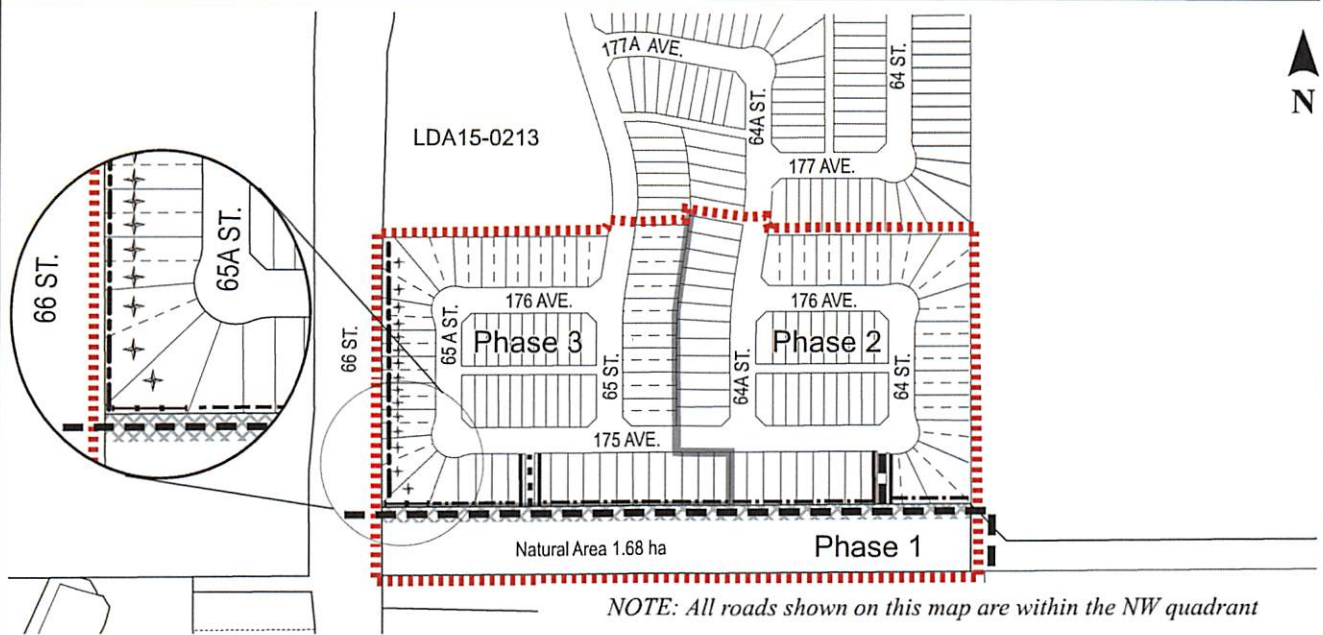 177A AVE.
64A ST.
64 ST.
N
LDA15-0213
177 AVE.
66 ST.
65A ST.
176 AVE.
176 AVE.
66 ST.
65 A ST.
Phase 3
65 ST.
64A ST.
Phase 2
64 ST.
175 AVE.
Natural Area 1.68 ha
Phase 1
NOTE: All roads shown on this map are within the NW quadrant